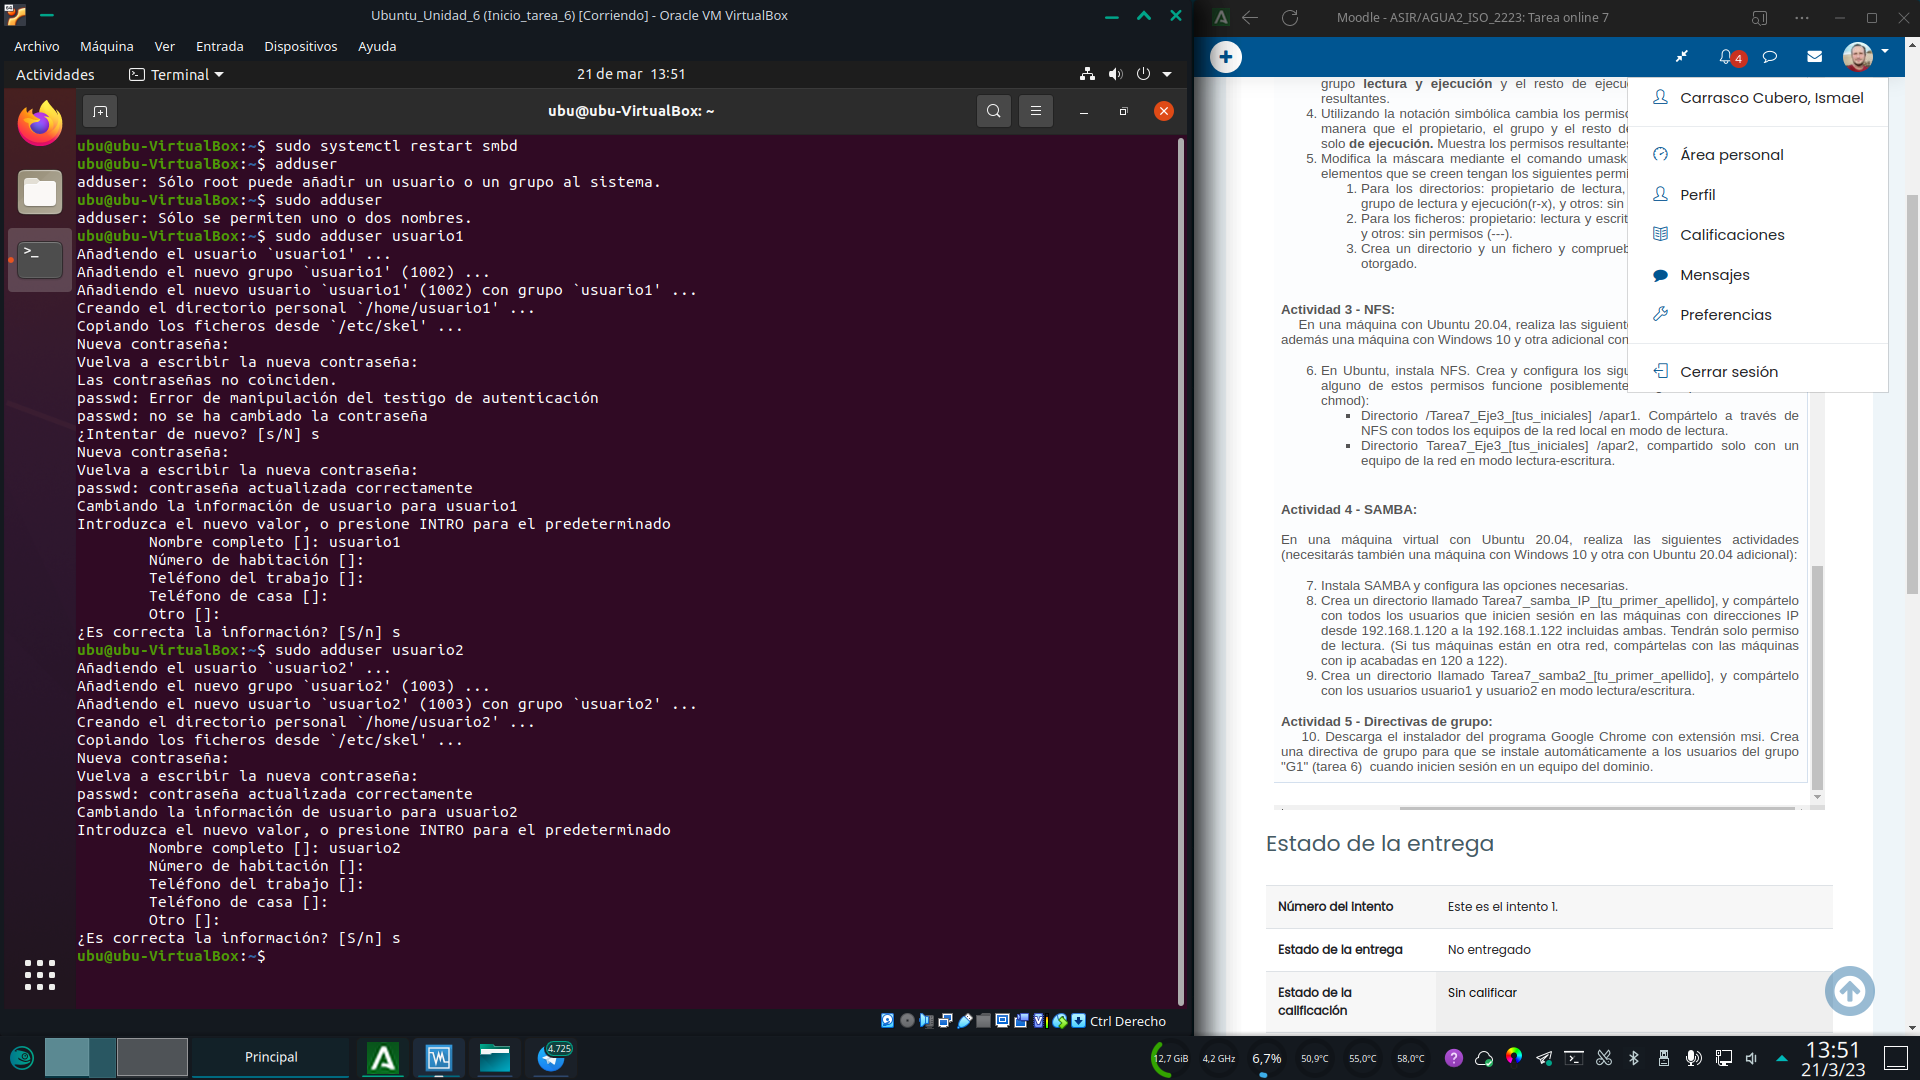 Ubuntu_Unidad_6 (Inicio_tarea_6) [Corriendo] - Oracle VM VirtualBox
Archivo Máquina Ver Entrada Dispositivos Ayuda
Actividades Terminal 21 de mar 13:51
ubu@ubu-VirtualBox: ~
ubu@ubu-VirtualBox:~$ sudo systemctl restart smbd
ubu@ubu-VirtualBox:~$ adduser
adduser: Sólo root puede añadir un usuario o un grupo al sistema.
ubu@ubu-VirtualBox:~$ sudo adduser
adduser: Sólo se permiten uno o dos nombres.
ubu@ubu-VirtualBox:~$ sudo adduser usuario1
Añadiendo el usuario `usuario1' ...
Añadiendo el nuevo grupo `usuario1' (1002) ...
Añadiendo el nuevo usuario `usuario1' (1002) con grupo `usuario1' ...
Creando el directorio personal `/home/usuario1' ...
Copiando los ficheros desde `/etc/skel' ...
Nueva contraseña:
Vuelva a escribir la nueva contraseña:
Las contraseñas no coinciden.
passwd: Error de manipulación del testigo de autenticación
passwd: no se ha cambiado la contraseña
¿Intentar de nuevo? [s/N] s
Nueva contraseña:
Vuelva a escribir la nueva contraseña:
passwd: contraseña actualizada correctamente
Cambiando la información de usuario para usuario1
Introduzca el nuevo valor, o presione INTRO para el predeterminado
Nombre completo []: usuario1
Número de habitación []:
Teléfono del trabajo []:
Teléfono de casa []:
Otro []:
¿Es correcta la información? [S/n] s
ubu@ubu-VirtualBox:~$ sudo adduser usuario2
Añadiendo el usuario `usuario2' ...
Añadiendo el nuevo grupo `usuario2' (1003) ...
Añadiendo el nuevo usuario `usuario2' (1003) con grupo `usuario2' ...
Creando el directorio personal `/home/usuario2' ...
Copiando los ficheros desde `/etc/skel' ...
Nueva contraseña:
Vuelva a escribir la nueva contraseña:
passwd: contraseña actualizada correctamente
Cambiando la información de usuario para usuario2
Introduzca el nuevo valor, o presione INTRO para el predeterminado
Nombre completo []: usuario2
Número de habitación []:
Teléfono del trabajo []:
Teléfono de casa []:
Otro []:
¿Es correcta la información? [S/n] s
ubu@ubu-VirtualBox:~$
Ctrl Derecho
Moodle - ASIR/AGUA2_ISO_2223: Tarea online 7
4
Carrasco Cubero, Ismael
Área personal
Perfil
Calificaciones
Mensajes
Preferencias
Cerrar sesión
grupo lectura y ejecución y el resto de ejecu
resultantes.
4. Utilizando la notación simbólica cambia los permiso
manera que el propietario, el grupo y el resto de
solo de ejecución. Muestra los permisos resultantes
5. Modifica la máscara mediante el comando umask
elementos que se creen tengan los siguientes permi
1. Para los directorios: propietario de lectura,
grupo de lectura y ejecución(r-x), y otros: sin
2. Para los ficheros: propietario: lectura y escrit
y otros: sin permisos (---).
3. Crea un directorio y un fichero y comprueb
otorgado.
Actividad 3 - NFS:
En una máquina con Ubuntu 20.04, realiza las siguiente
además una máquina con Windows 10 y otra adicional con
6. En Ubuntu, instala NFS. Crea y configura los sigu
alguno de estos permisos funcione posiblemente
chmod):
▪ Directorio /Tarea7_Eje3_[tus_iniciales] /apar1. Compártelo a través de
NFS con todos los equipos de la red local en modo de lectura.
▪ Directorio Tarea7_Eje3_[tus_iniciales] /apar2, compartido solo con un
equipo de la red en modo lectura-escritura.
Actividad 4 - SAMBA:
En una máquina virtual con Ubuntu 20.04, realiza las siguientes actividades
(necesitarás también una máquina con Windows 10 y otra con Ubuntu 20.04 adicional):
7. Instala SAMBA y configura las opciones necesarias.
8. Crea un directorio llamado Tarea7_samba_IP_[tu_primer_apellido], y compártelo
con todos los usuarios que inicien sesión en las máquinas con direcciones IP
desde 192.168.1.120 a la 192.168.1.122 incluidas ambas. Tendrán solo permiso
de lectura. (Si tus máquinas están en otra red, compártelas con las máquinas
con ip acabadas en 120 a 122).
9. Crea un directorio llamado Tarea7_samba2_[tu_primer_apellido], y compártelo
con los usuarios usuario1 y usuario2 en modo lectura/escritura.
Actividad 5 - Directivas de grupo:
10. Descarga el instalador del programa Google Chrome con extensión msi. Crea
una directiva de grupo para que se instale automáticamente a los usuarios del grupo
"G1" (tarea 6) cuando inicien sesión en un equipo del dominio.
Estado de la entrega
Número del Intento Este es el intento 1.
Estado de la entrega No entregado
Estado de la calificación Sin calificar
Principal
4.725
12,7 GiB 4,2 GHz 6,7% 50,9°C 55,0°C 58,0°C
13:51
21/3/23